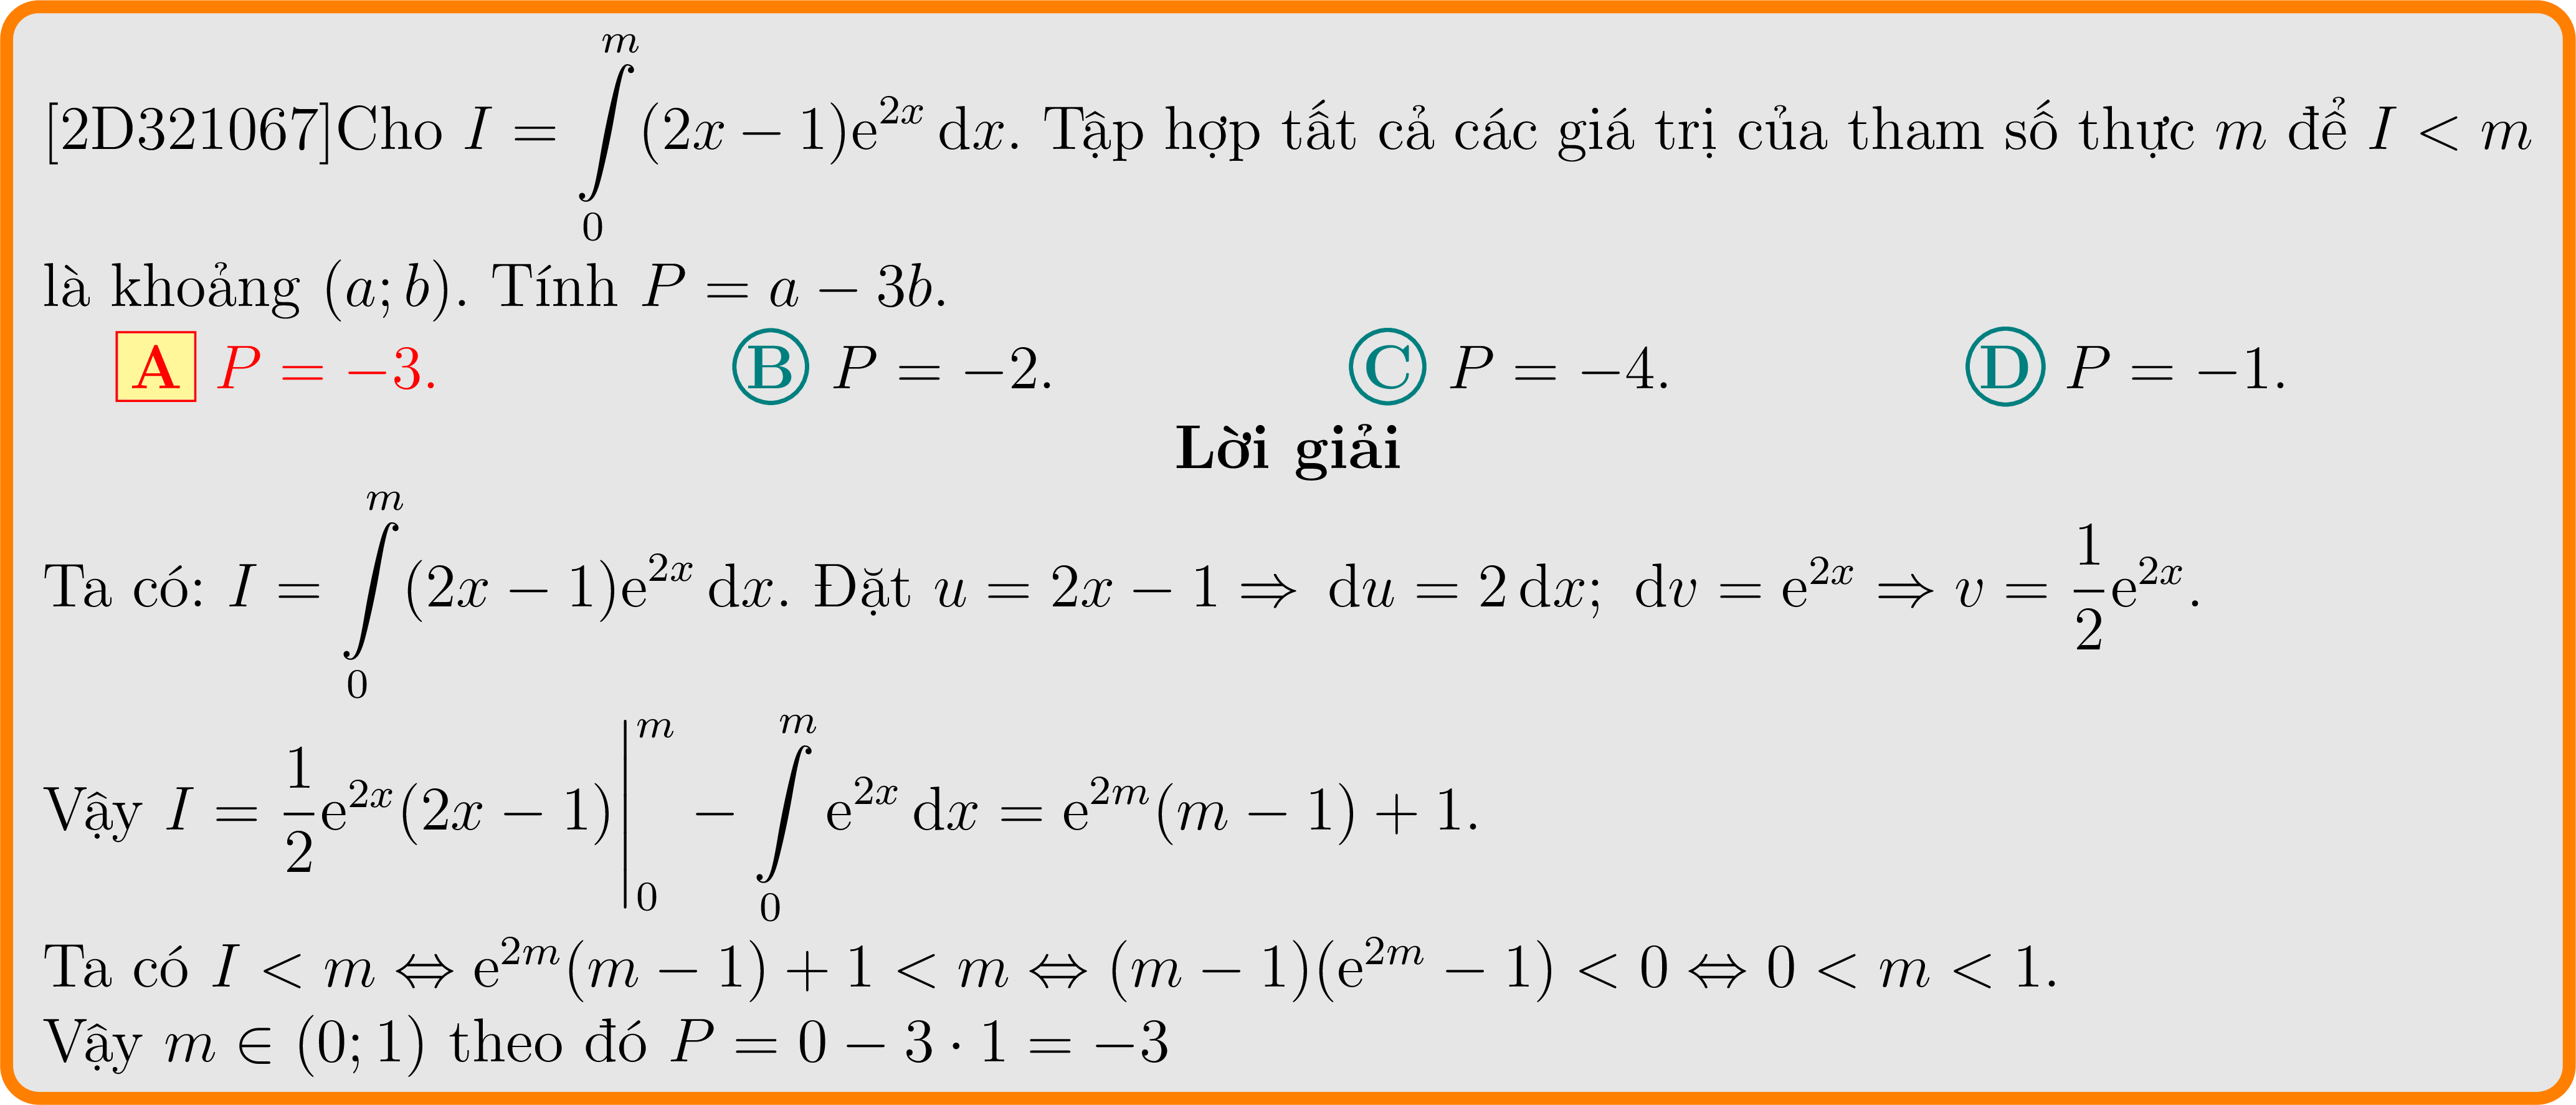 [2D321067]Cho $I = \int\limits_0^m (2x - 1)\mathrm{e}^{2x}\,\mathrm{d}x$. Tập hợp tất cả các giá trị của tham số thực $m$ để $I < m$
là khoảng $(a; b)$. Tính $P = a - 3b$.
A $P = -3$. B $P = -2$. C $P = -4$. D $P = -1$.
Lời giải
Ta có: $I = \int\limits_0^m (2x - 1)\mathrm{e}^{2x}\,\mathrm{d}x$. Đặt $u = 2x - 1 \Rightarrow \mathrm{d}u = 2\,\mathrm{d}x;\ \mathrm{d}v = \mathrm{e}^{2x} \Rightarrow v = \frac{1}{2}\mathrm{e}^{2x}$.
Vậy $I = \frac{1}{2}\mathrm{e}^{2x}(2x - 1)\Big|_0^m - \int\limits_0^m \mathrm{e}^{2x}\,\mathrm{d}x = \mathrm{e}^{2m}(m - 1) + 1$.
Ta có $I < m \Leftrightarrow \mathrm{e}^{2m}(m - 1) + 1 < m \Leftrightarrow (m - 1)(\mathrm{e}^{2m} - 1) < 0 \Leftrightarrow 0 < m < 1$.
Vậy $m \in (0; 1)$ theo đó $P = 0 - 3 \cdot 1 = -3$